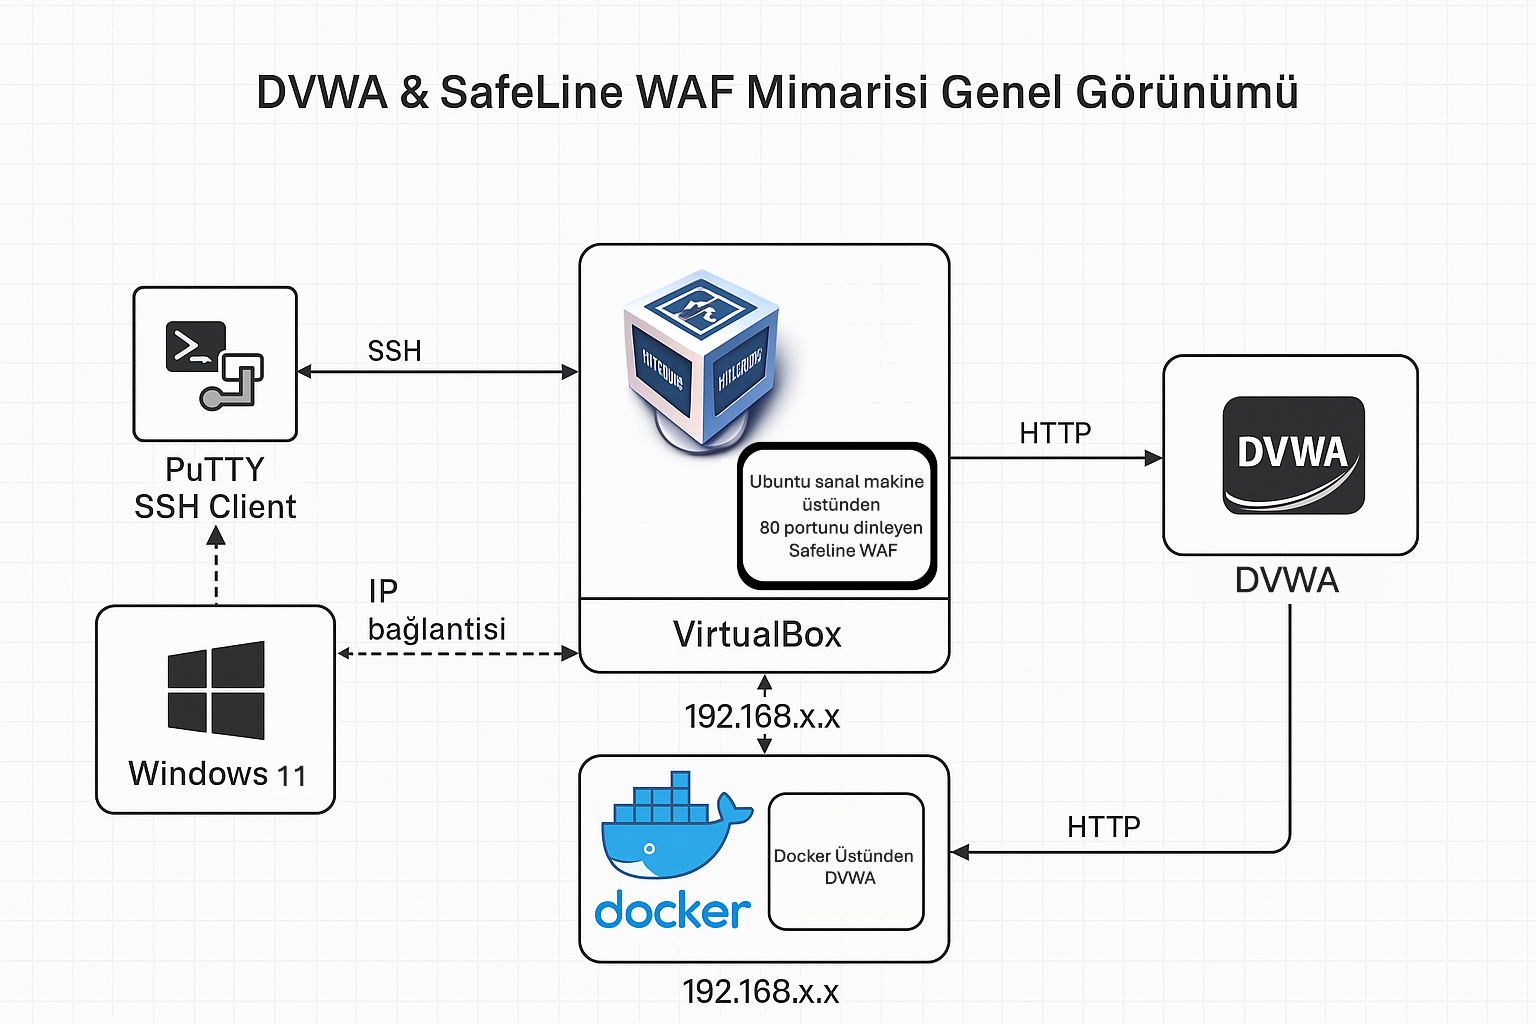 DVWA & SafeLine WAF Mimarisi Genel Görünümü
SSH
PuTTY
SSH Client
Ubuntu sanal makine
üstünden
80 portunu dinleyen
Safeline WAF
VirtualBox
HTTP
DVWA
DVWA
IP
bağlantisi
Windows 11
192.168.x.x
docker
Docker Üstünden
DVWA
HTTP
192.168.x.x